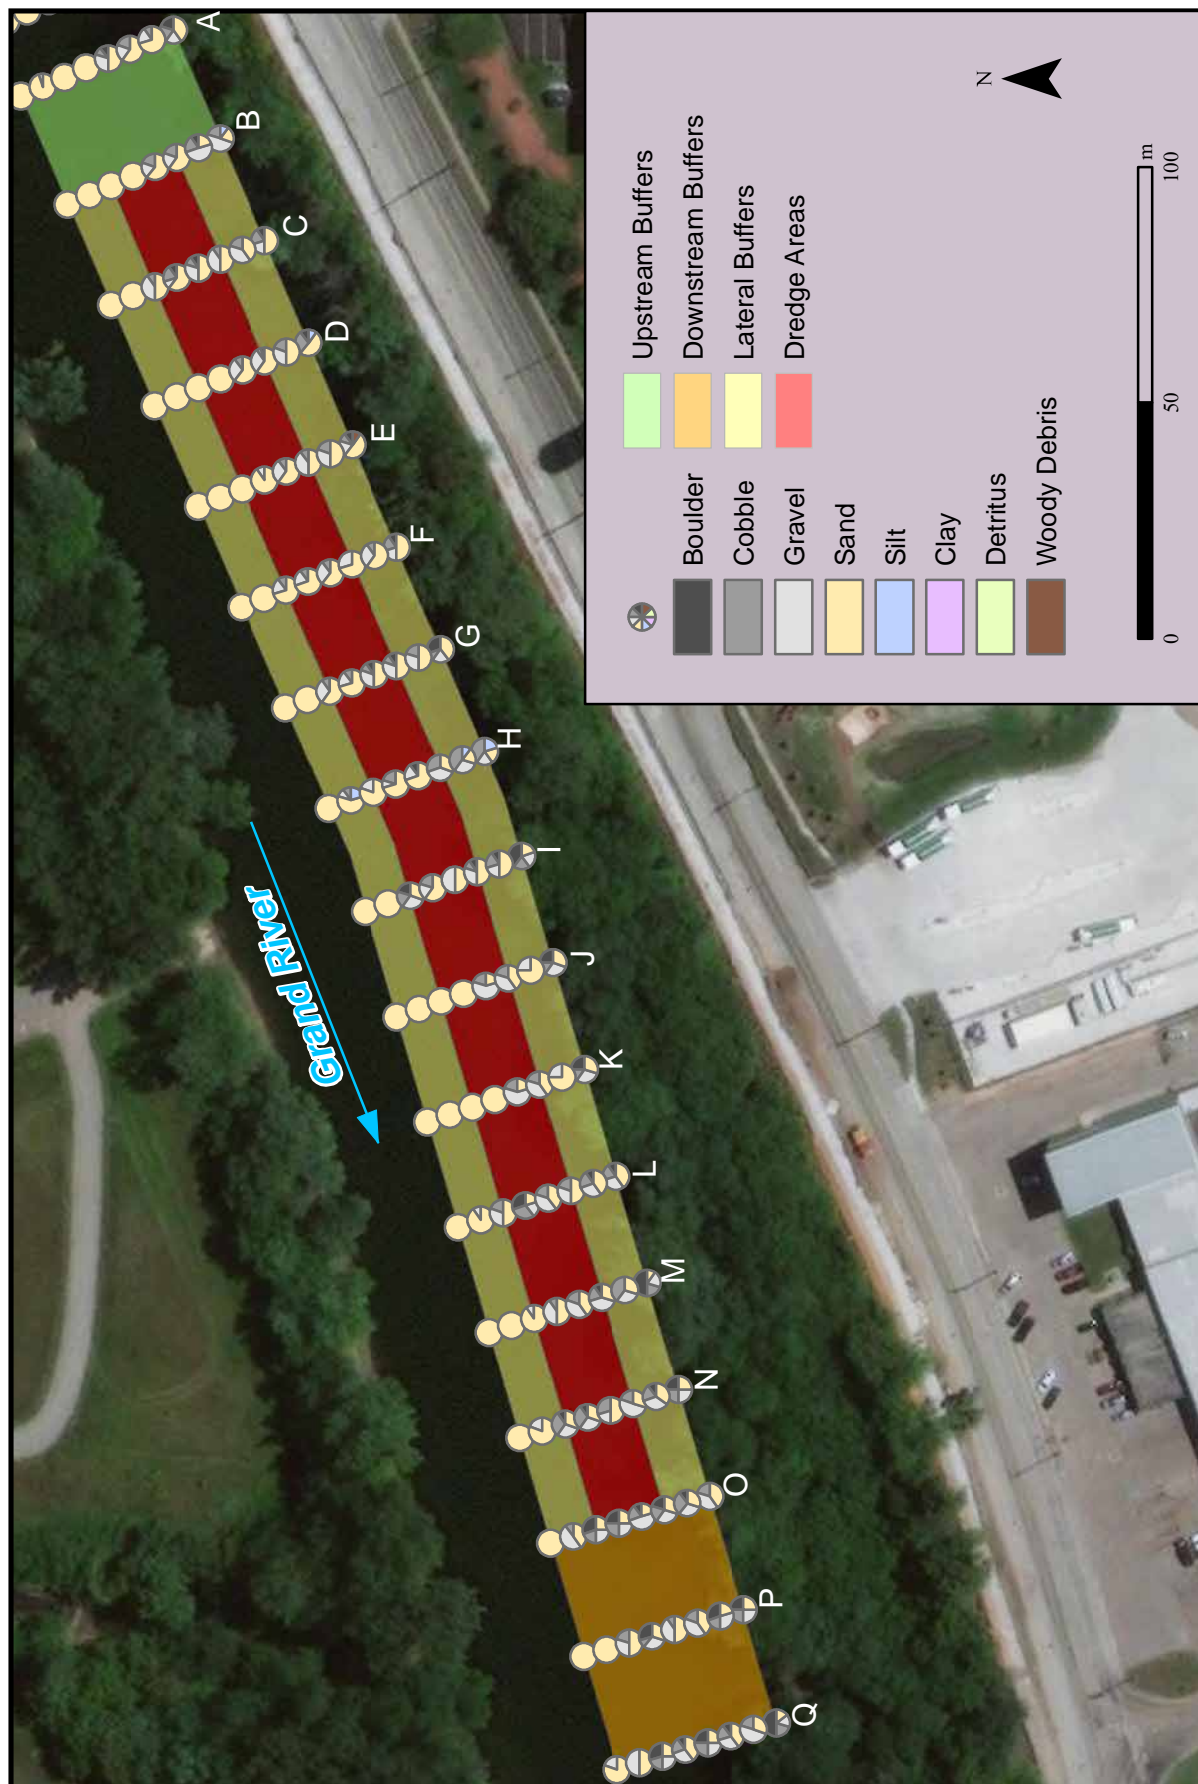 A
B
C
D
E
F
G
H
I
J
K
L
M
N
O
P
Q
Grand River
Boulder
Cobble
Gravel
Sand
Silt
Clay
Detritus
Woody Debris
Upstream Buffers
Downstream Buffers
Lateral Buffers
Dredge Areas
N
0 50 100
m